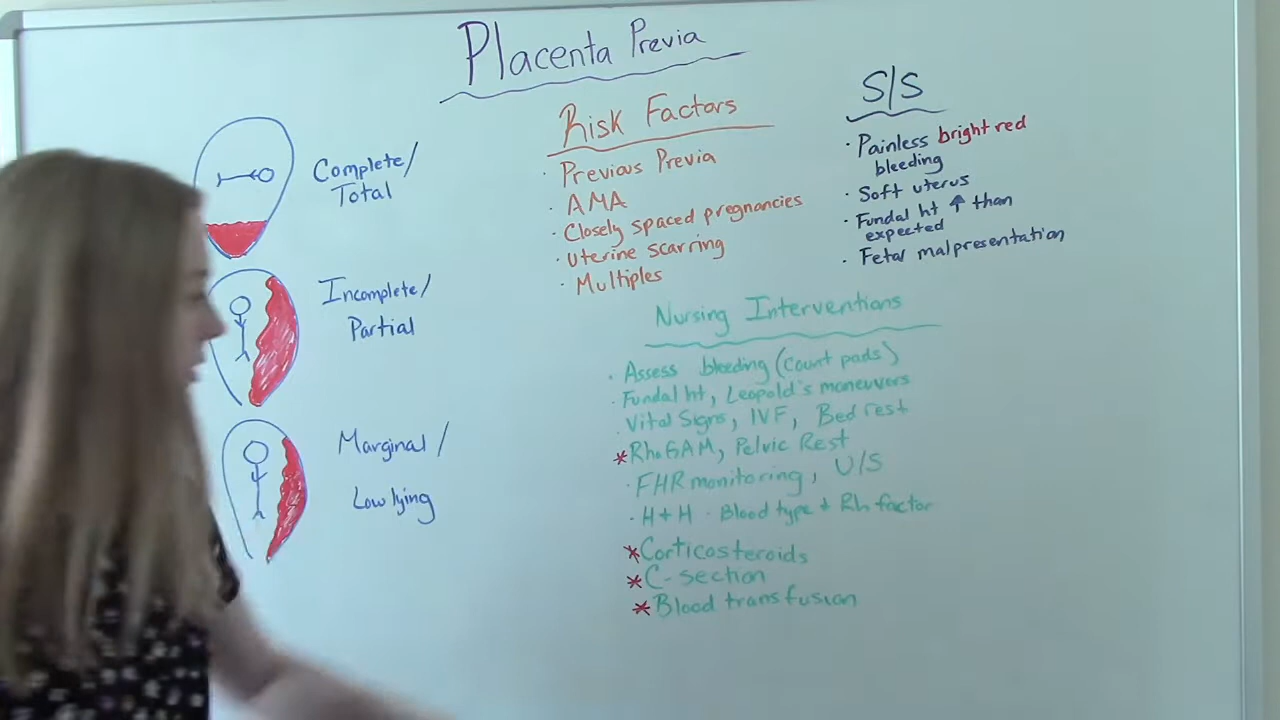 Placenta Previa
Complete/
Total
Incomplete/
Partial
Marginal/
Low lying
Risk Factors
· Previous Previa
· AMA
· Closely spaced pregnancies
· Uterine scarring
· Multiples
S/S
· Painless bright red
bleeding
· Soft uterus
· Fundal ht ↑ than
expected
· Fetal malpresentation
Nursing Interventions
· Assess bleeding (count pads)
· Fundal ht, Leopold's maneuvers
· Vital Signs, IVF, Bed rest
* RhoGAM, Pelvic Rest
· FHR monitoring, U/S
· H + H · Blood type + Rh factor
* Corticosteroids
* C-section
* Blood transfusion